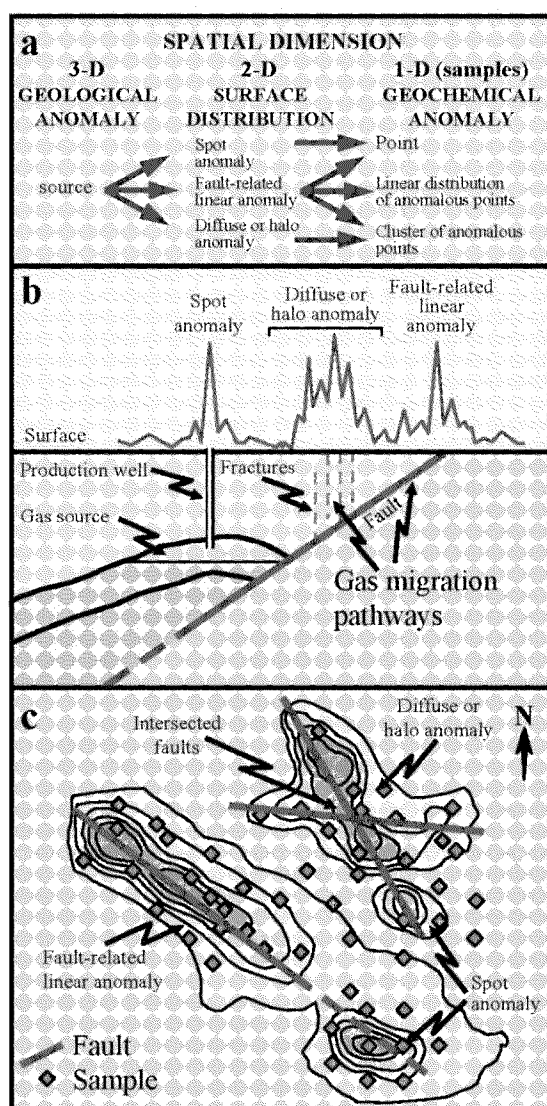 a
SPATIAL DIMENSION
3-D
GEOLOGICAL
ANOMALY
2-D
SURFACE
DISTRIBUTION
1-D (samples)
GEOCHEMICAL
ANOMALY
source
Spot
anomaly
Fault-related
linear anomaly
Diffuse or halo
anomaly
Point
Linear distribution
of anomalous points
Cluster of anomalous
points
b
Spot
anomaly
Diffuse or
halo anomaly
Fault-related
linear
anomaly
Surface
Production well
Gas source
Fractures
Fault
Gas migration
pathways
c
Intersected
faults
Diffuse or
halo anomaly
N
Fault-related
linear anomaly
Spot
anomaly
Fault
Sample